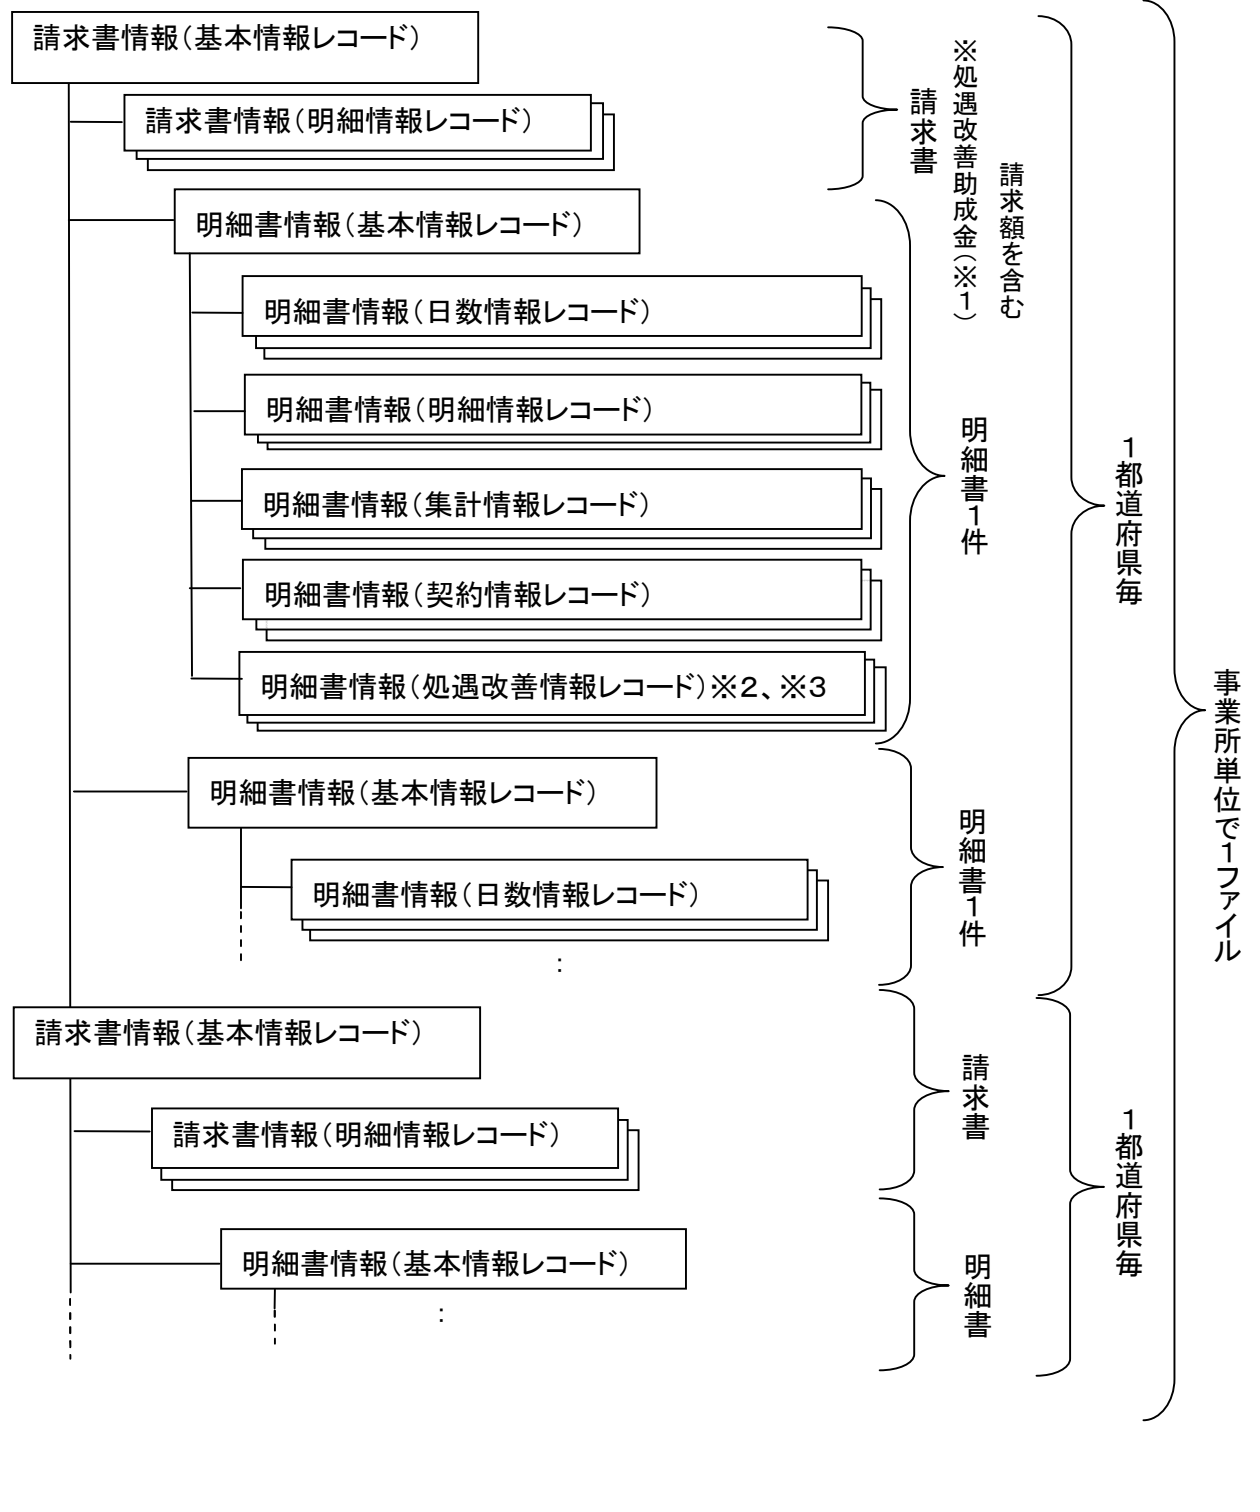 請求書情報（基本情報レコード）
請求書情報（明細情報レコード）
請求書
※処遇改善助成金（※1）
請求額を含む
明細書情報（基本情報レコード）
明細書情報（日数情報レコード）
明細書情報（明細情報レコード）
明細書情報（集計情報レコード）
明細書情報（契約情報レコード）
明細書情報（処遇改善情報レコード）※2、※3
明細書1件
明細書情報（基本情報レコード）
明細書情報（日数情報レコード）
：
明細書1件
1都道府県毎
請求書情報（基本情報レコード）
請求書情報（明細情報レコード）
請求書
明細書情報（基本情報レコード）
：
明細書
1都道府県毎
事業所単位で1ファイル